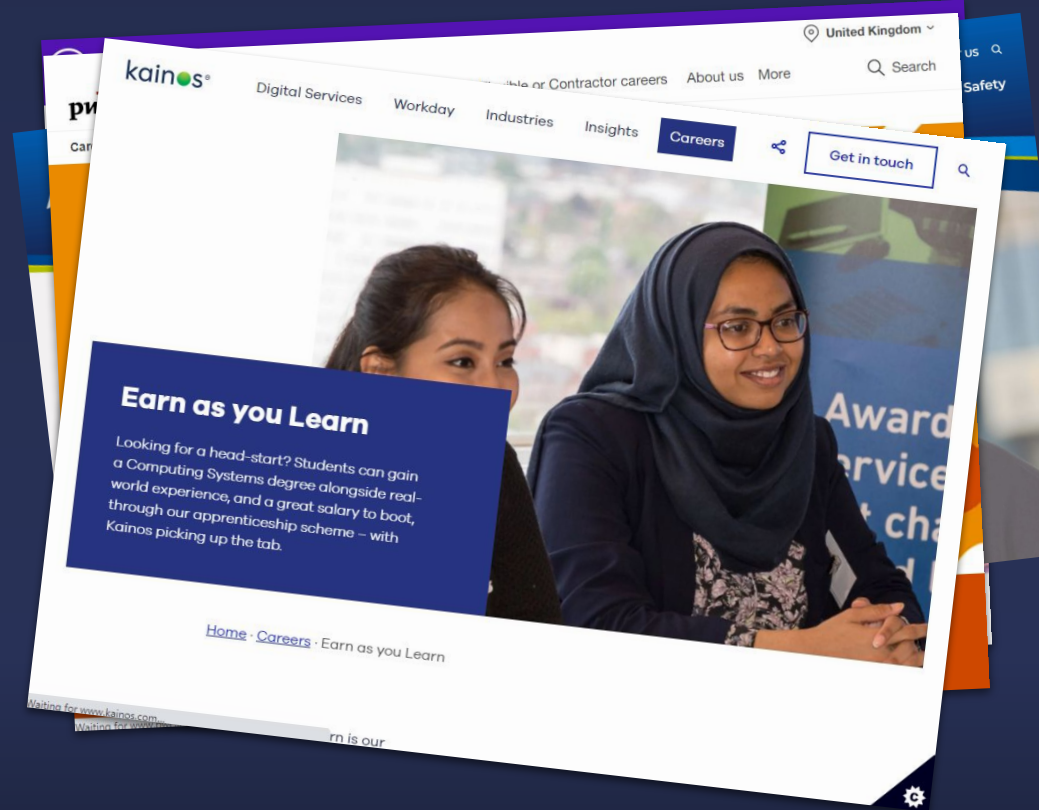 United Kingdom
or Contractor careers About us More Search
us
Safety
kainos
Digital Services Workday Industries Insights Careers Get in touch
Earn as you Learn
Looking for a head-start? Students can gain
a Computing Systems degree alongside real-
world experience, and a great salary to boot,
through our apprenticeship scheme – with
Kainos picking up the tab.
Award
Home · Careers · Earn as you Learn
Waiting for www.kainos.com...
Waiting for
is our